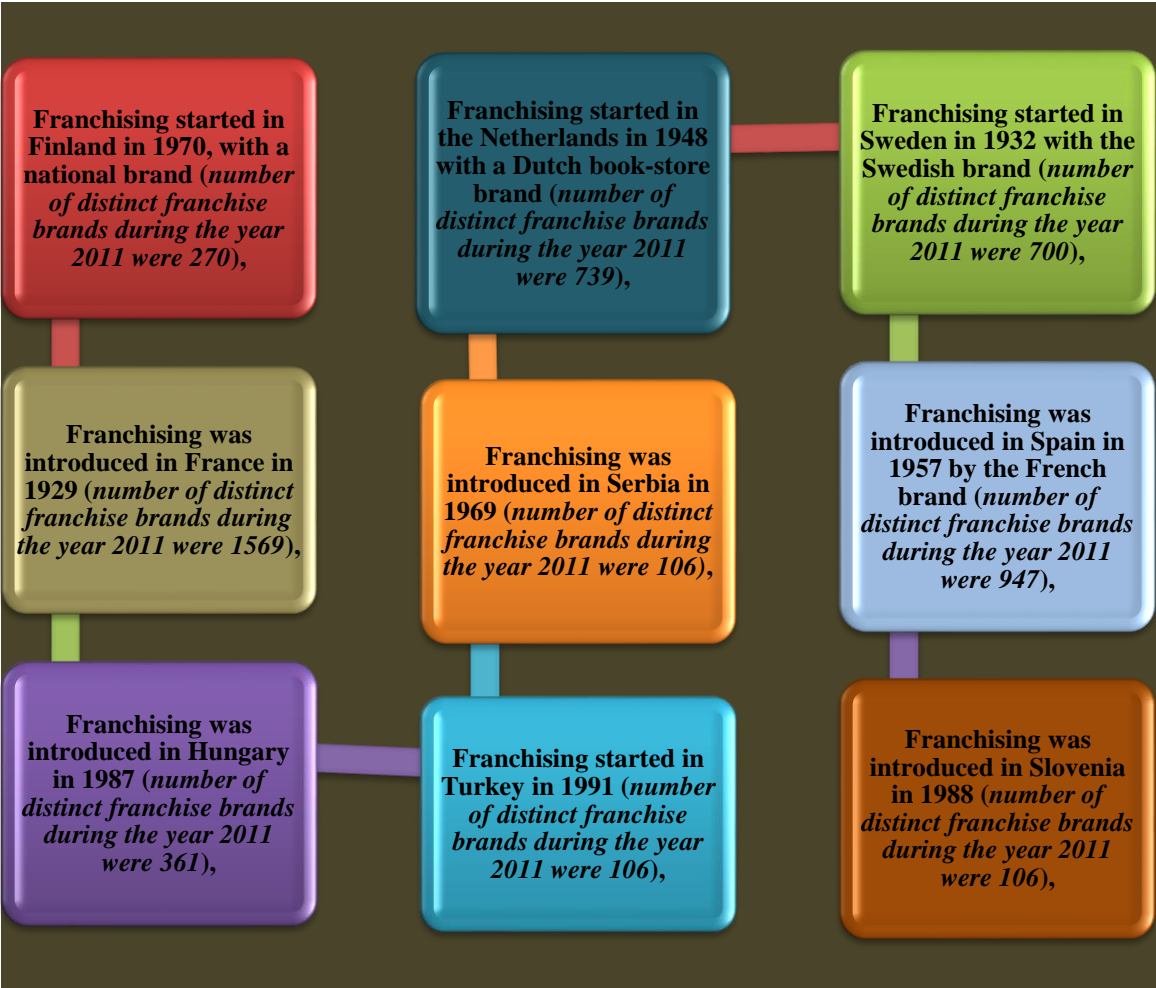 Franchising started in
Finland in 1970, with a
national brand (number
of distinct franchise
brands during the year
2011 were 270),
Franchising was
introduced in France in
1929 (number of distinct
franchise brands during
the year 2011 were 1569),
Franchising was
introduced in Hungary
in 1987 (number of
distinct franchise brands
during the year 2011
were 361),
Franchising started in
Turkey in 1991 (number
of distinct franchise
brands during the year
2011 were 106),
Franchising was
introduced in Serbia in
1969 (number of distinct
franchise brands during
the year 2011 were 106),
Franchising started in
the Netherlands in 1948
with a Dutch book-store
brand (number of
distinct franchise brands
during the year 2011
were 739),
Franchising started in
Sweden in 1932 with the
Swedish brand (number
of distinct franchise
brands during the year
2011 were 700),
Franchising was
introduced in Spain in
1957 by the French
brand (number of
distinct franchise brands
during the year 2011
were 947),
Franchising was
introduced in Slovenia
in 1988 (number of
distinct franchise brands
during the year 2011
were 106),